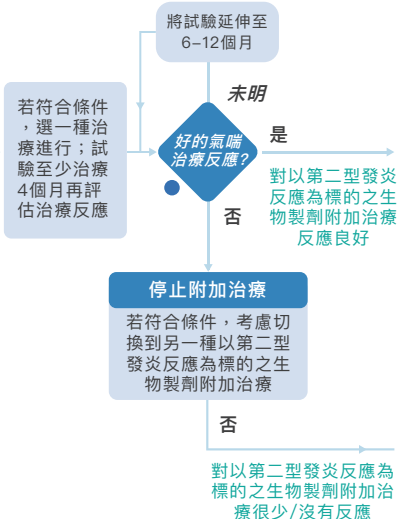 將試驗延伸至
6–12個月
未明
若符合條件
，選一種治
療進行；試
驗至少治療
4個月再評
估治療反應
好的氣喘
治療反應?
是
對以第二型發炎
反應為標的之生
物製劑附加治療
反應良好
否
停止附加治療
若符合條件，考慮切
換到另一種以第二型
發炎反應為標的之生
物製劑附加治療
否
對以第二型發炎反應為
標的之生物製劑附加治
療很少/沒有反應